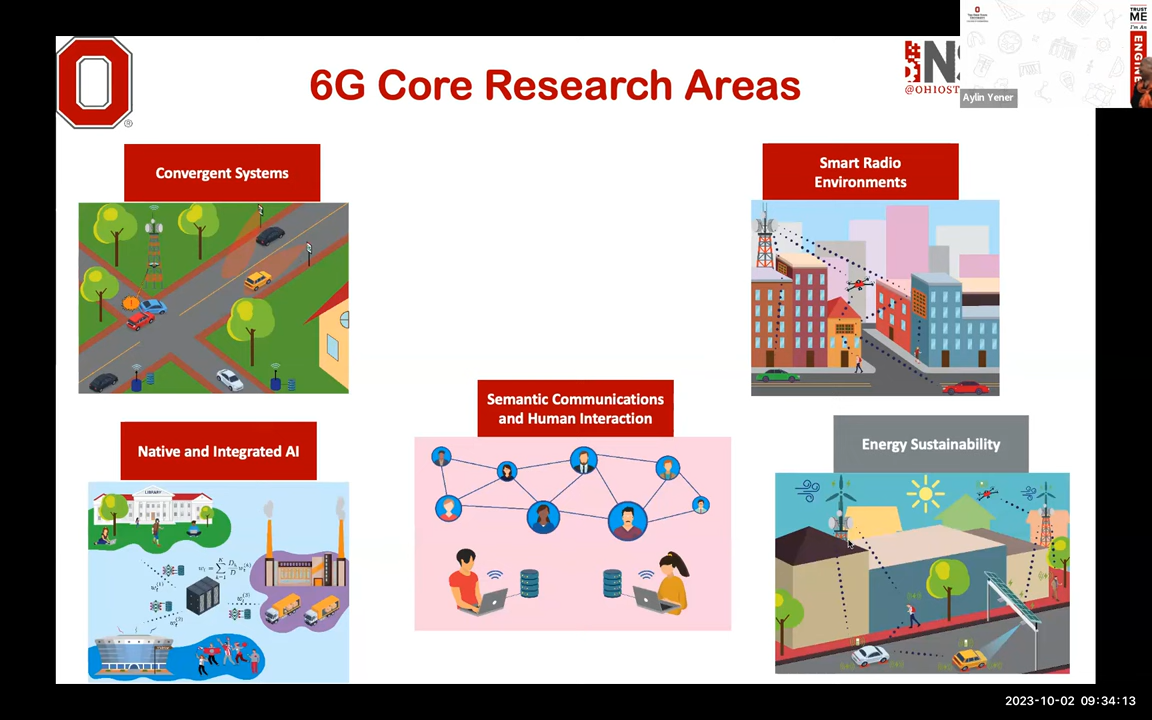 6G Core Research Areas
@OHIOST
TRUST
ME
I'm An
ENGINE
Aylin Yener
Convergent Systems
Smart Radio
Environments
Native and Integrated AI
Semantic Communications
and Human Interaction
Energy Sustainability
LIBRARY
2023-10-02 09:34:13